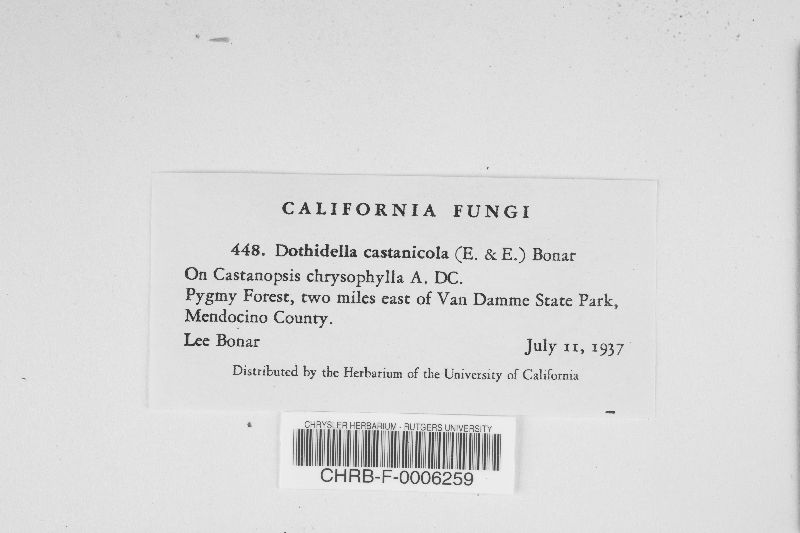 CALIFORNIA FUNGI
448. Dothidella castanicola (E. & E.) Bonar
On Castanopsis chrysophylla A. DC.
Pygmy Forest, two miles east of Van Damme State Park,
Mendocino County.
Lee Bonar July 11, 1937
Distributed by the Herbarium of the University of California
CHRYSLER HERBARIUM - RUTGERS UNIVERSITY
CHRB-F-0006259